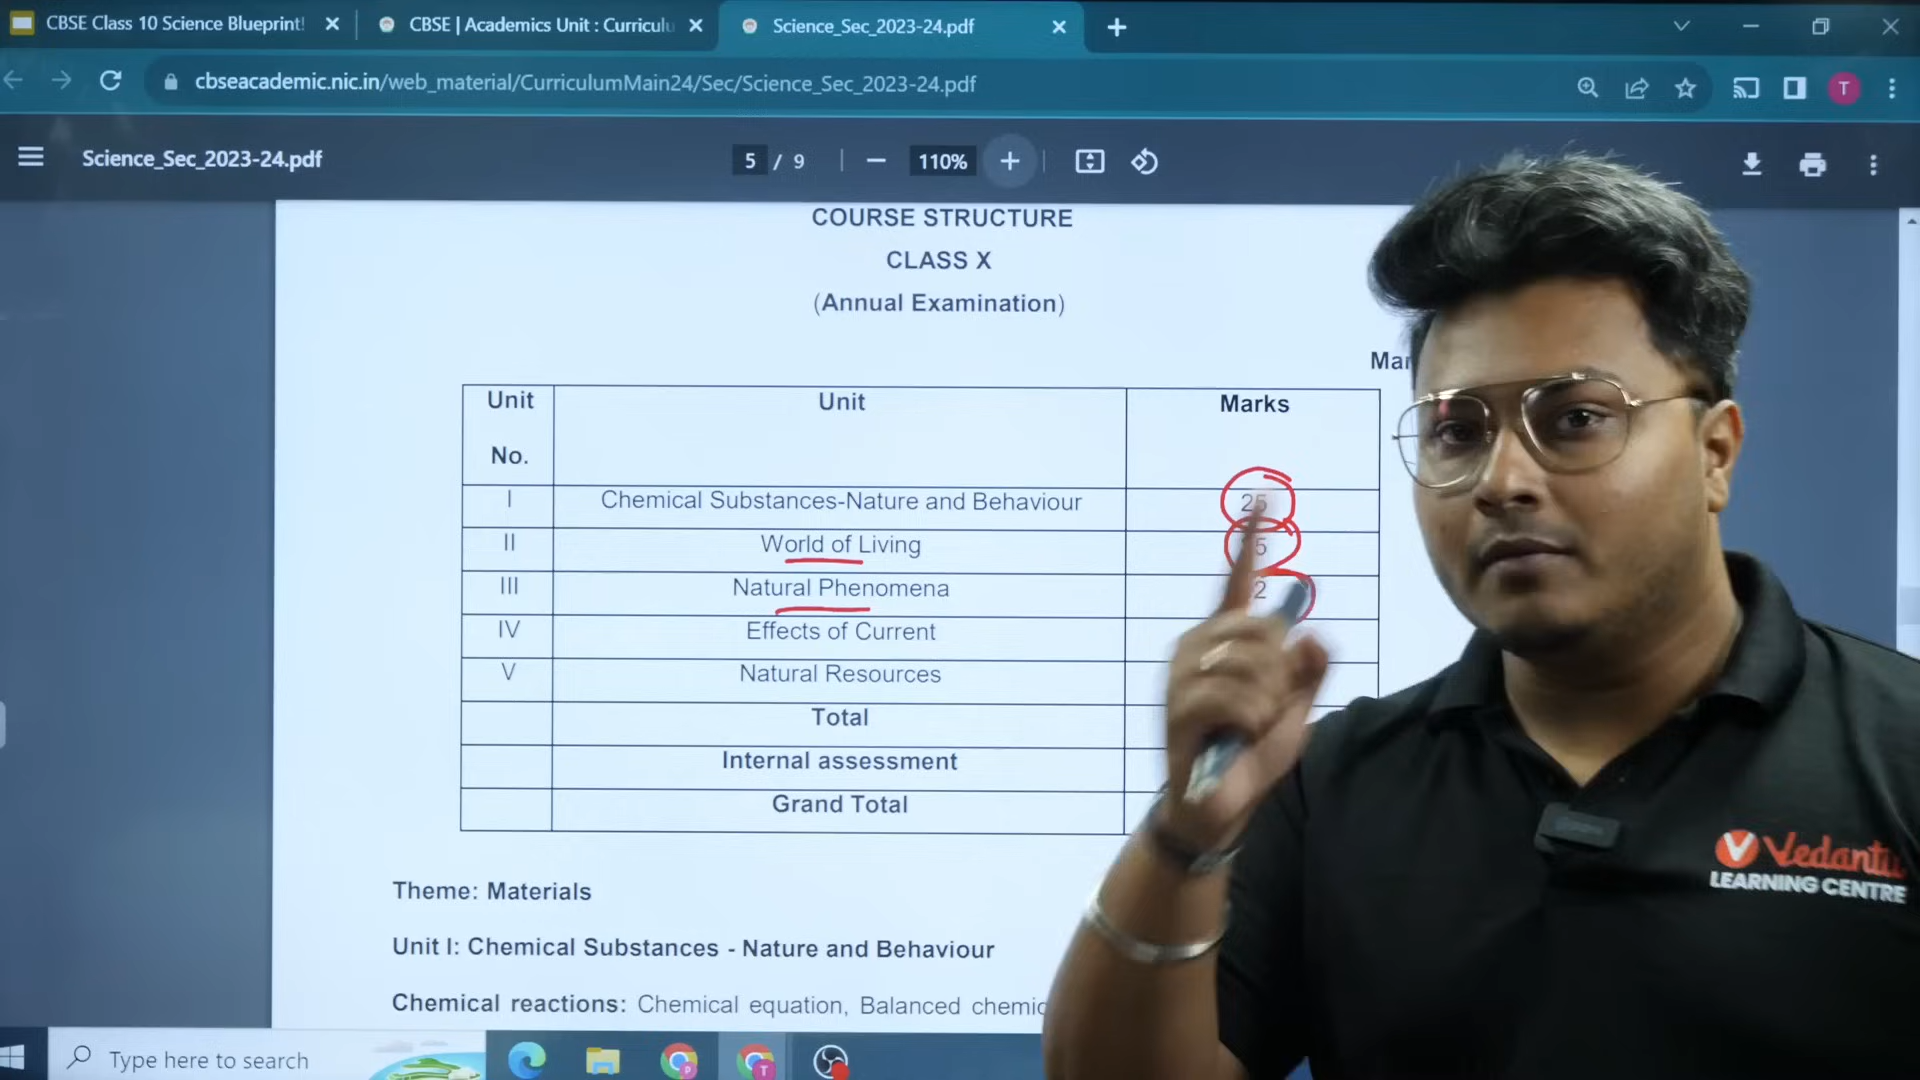 CBSE Class 10 Science Blueprint!
CBSE | Academics Unit : Curriculu
Science_Sec_2023-24.pdf
cbseacademic.nic.in/web_material/CurriculumMain24/Sec/Science_Sec_2023-24.pdf
T
Science_Sec_2023-24.pdf
5 / 9
110%
COURSE STRUCTURE
CLASS X
(Annual Examination)
Mar
Unit No. Unit Marks
I Chemical Substances-Nature and Behaviour 25
II World of Living 5
III Natural Phenomena 2
IV Effects of Current
V Natural Resources
Total
Internal assessment
Grand Total
Theme: Materials
Unit I: Chemical Substances - Nature and Behaviour
Chemical reactions: Chemical equation, Balanced chemic
Vedantu
LEARNING CENTRE
Type here to search